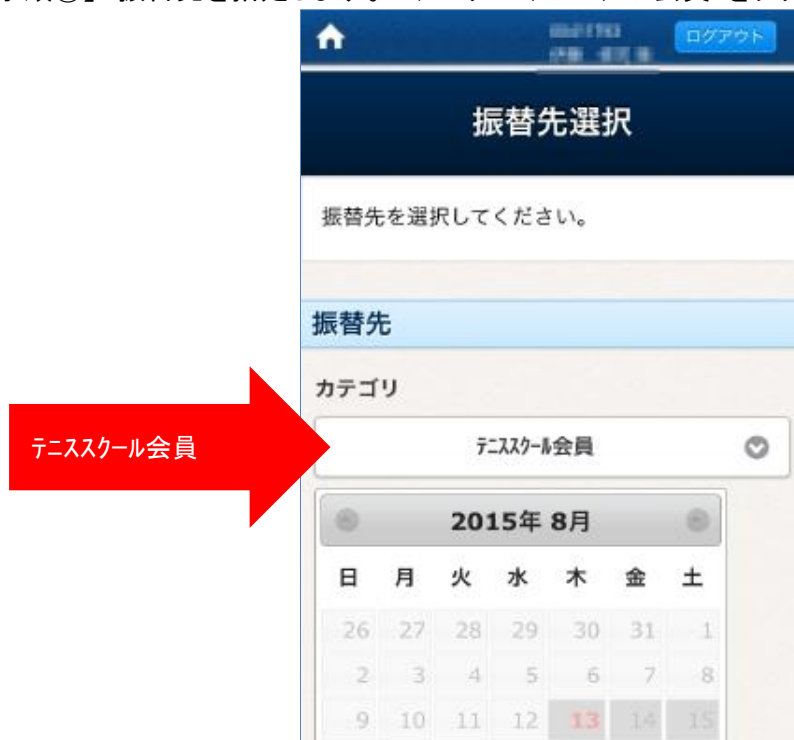 ログアウト
振替先選択
振替先を選択してください。
振替先
カテゴリ
テニススクール会員
ﾃﾆｽｽｸｰﾙ会員
2015年 8月
日 月 火 水 木 金 土
26 27 28 29 30 31 1
2 3 4 5 6 7 8
9 10 11 12 13 14 15